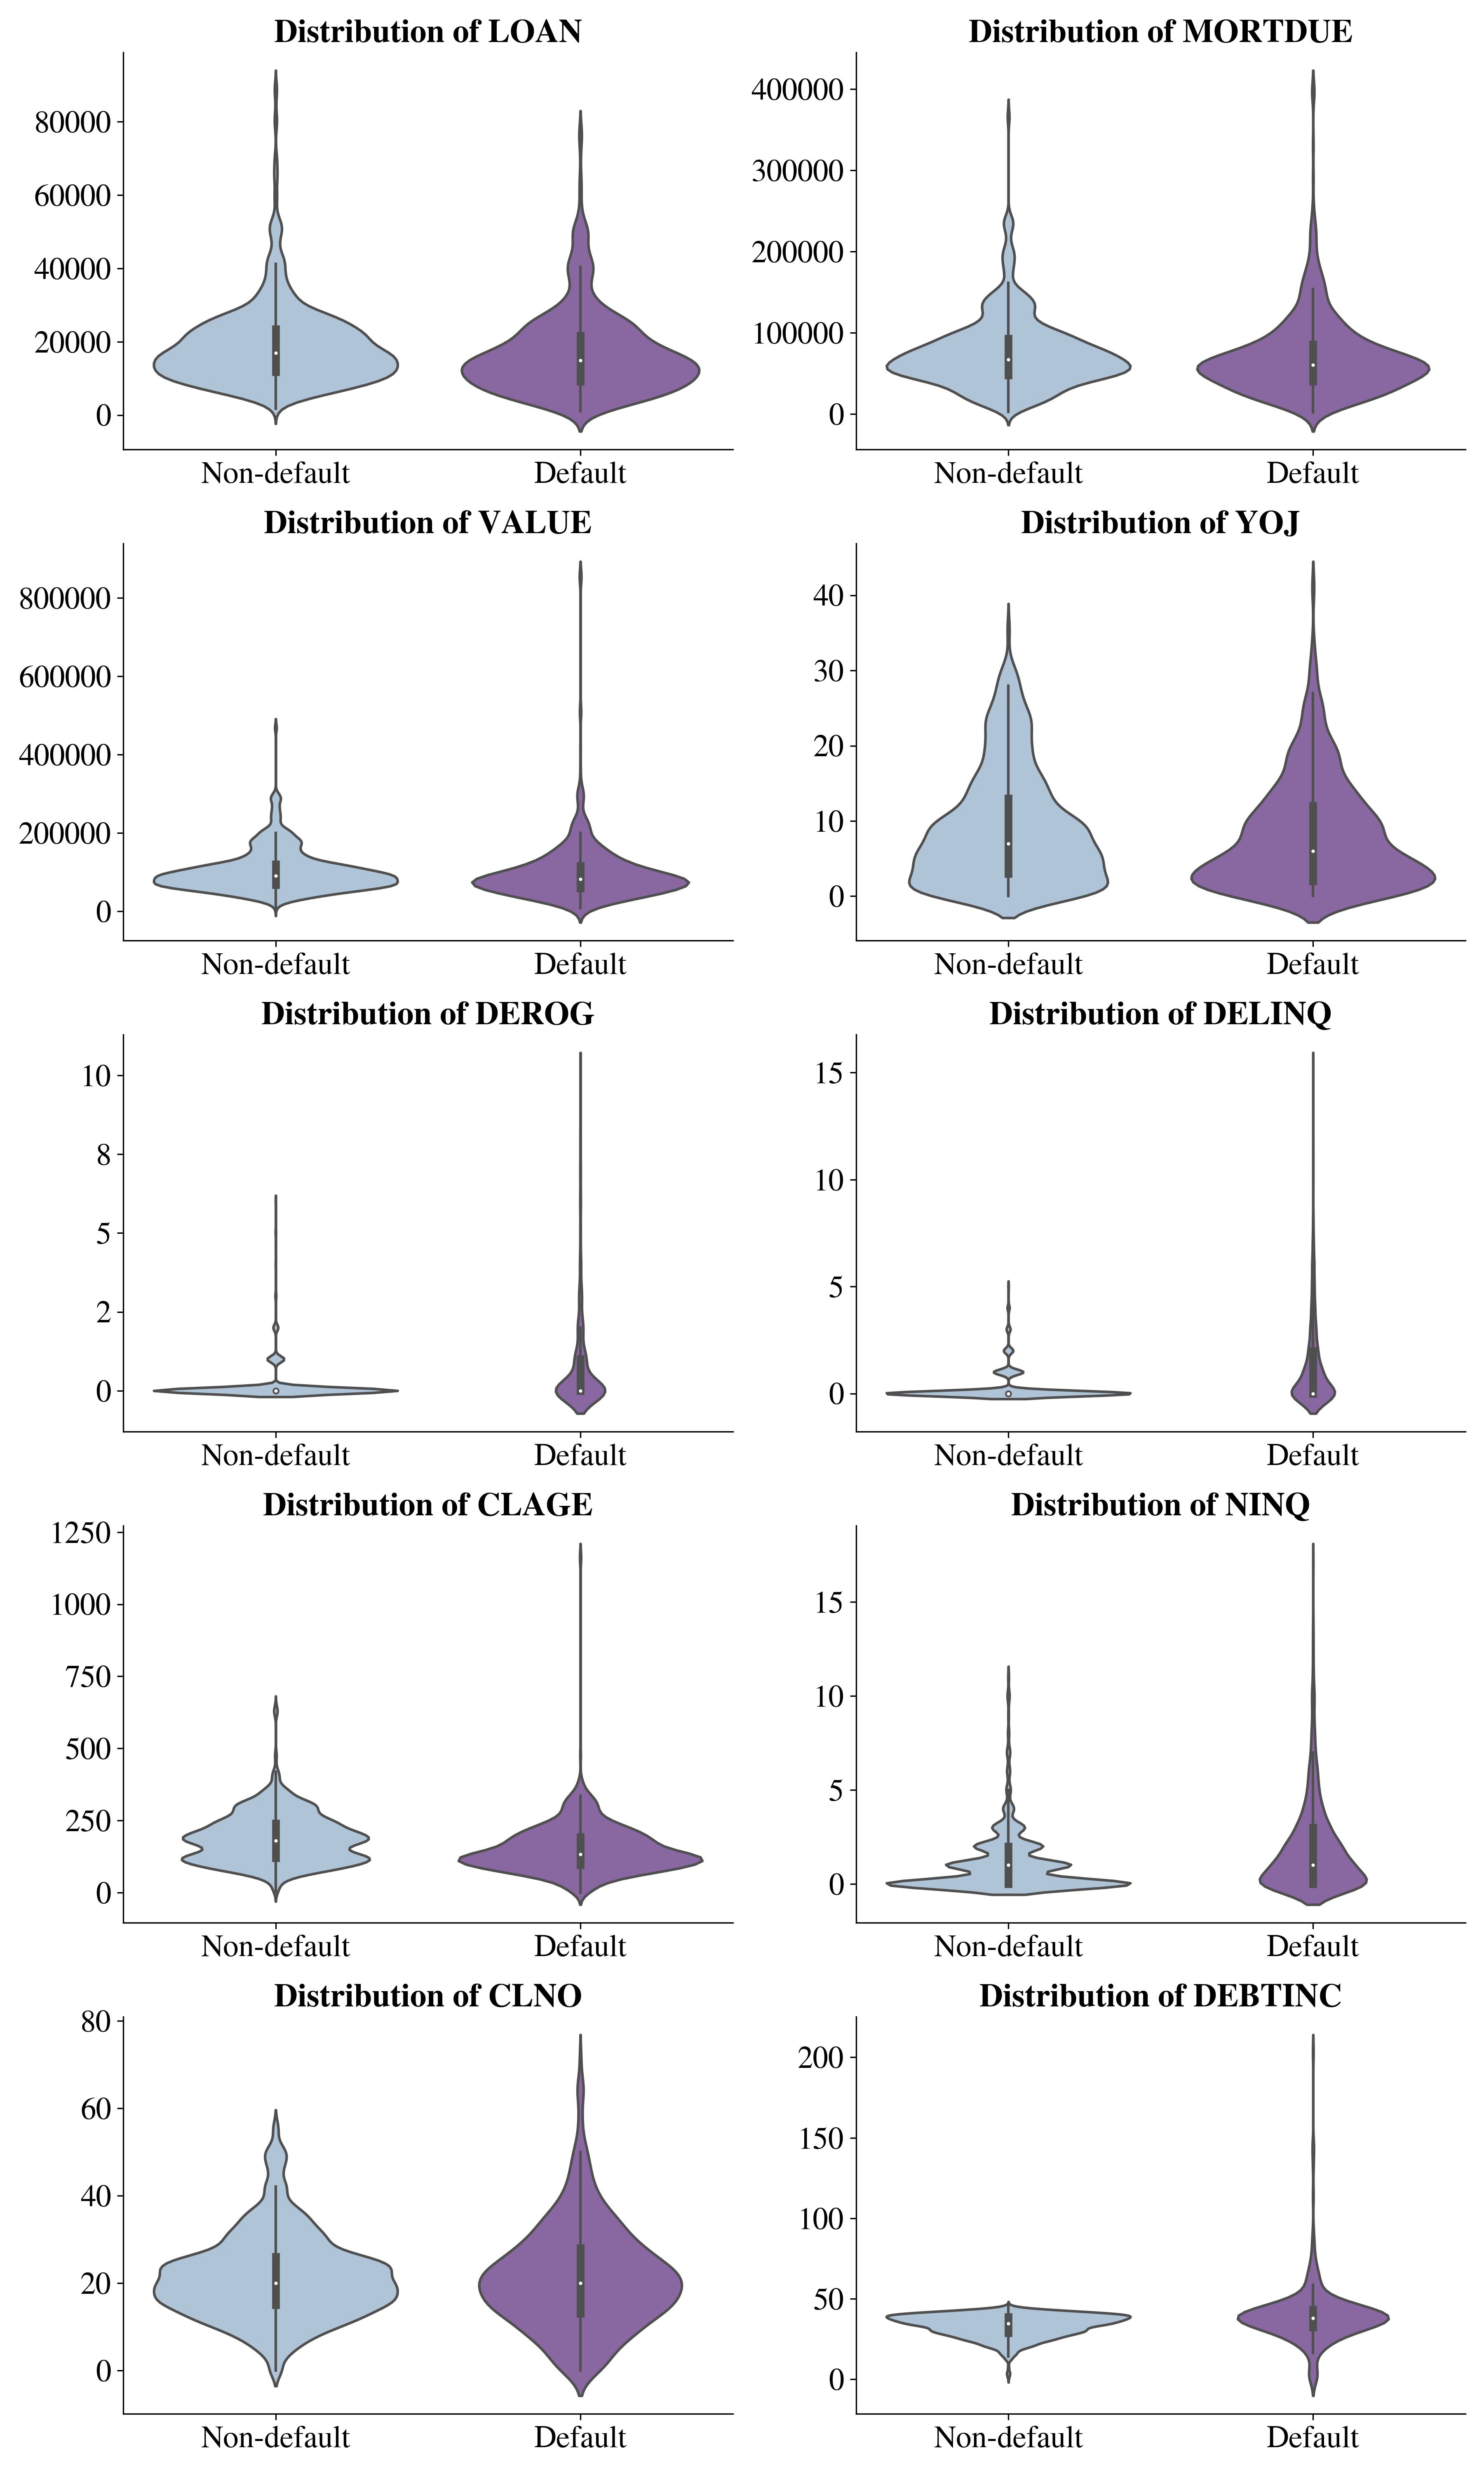 Distribution of LOAN
80000
60000
40000
20000
0
Non-default Default
Distribution of MORTDUE
400000
300000
200000
100000
0
Non-default Default
Distribution of VALUE
800000
600000
400000
200000
0
Non-default Default
Distribution of YOJ
40
30
20
10
0
Non-default Default
Distribution of DEROG
10
8
5
2
0
Non-default Default
Distribution of DELINQ
15
10
5
0
Non-default Default
Distribution of CLAGE
1250
1000
750
500
250
0
Non-default Default
Distribution of NINQ
15
10
5
0
Non-default Default
Distribution of CLNO
80
60
40
20
0
Non-default Default
Distribution of DEBTINC
200
150
100
50
0
Non-default Default